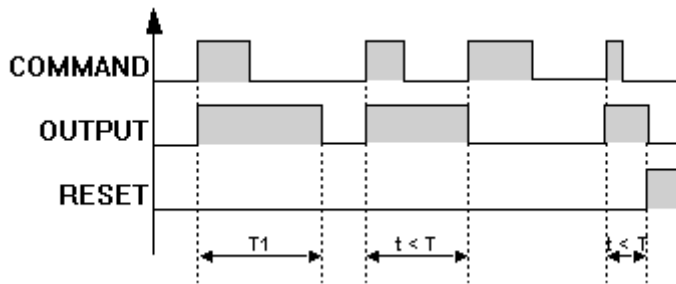 COMMAND
OUTPUT
RESET
T1
t < T
t < T